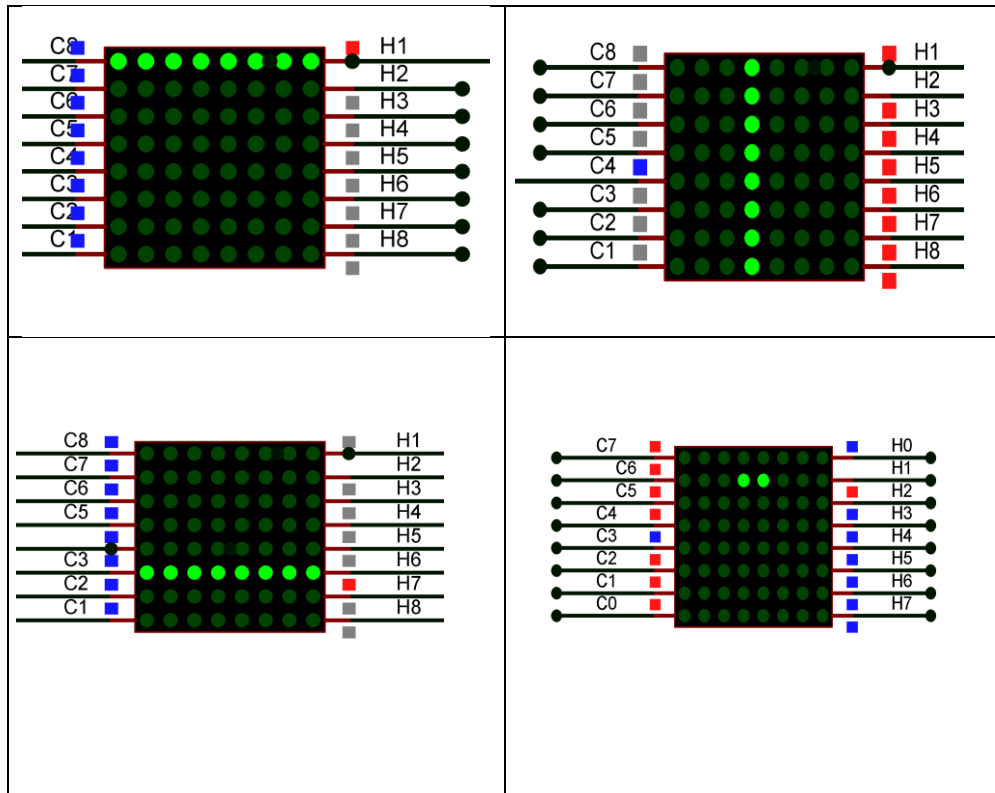 C8 H1
C7 H2
C6 H3
C5 H4
C4 H5
C3 H6
C2 H7
C1 H8
C8 H1
C7 H2
C6 H3
C5 H4
C4 H5
C3 H6
C2 H7
C1 H8
C8 H1
C7 H2
C6 H3
C5 H4
H5
C3 H6
C2 H7
C1 H8
C7 H0
C6 H1
C5 H2
C4 H3
C3 H4
C2 H5
C1 H6
C0 H7